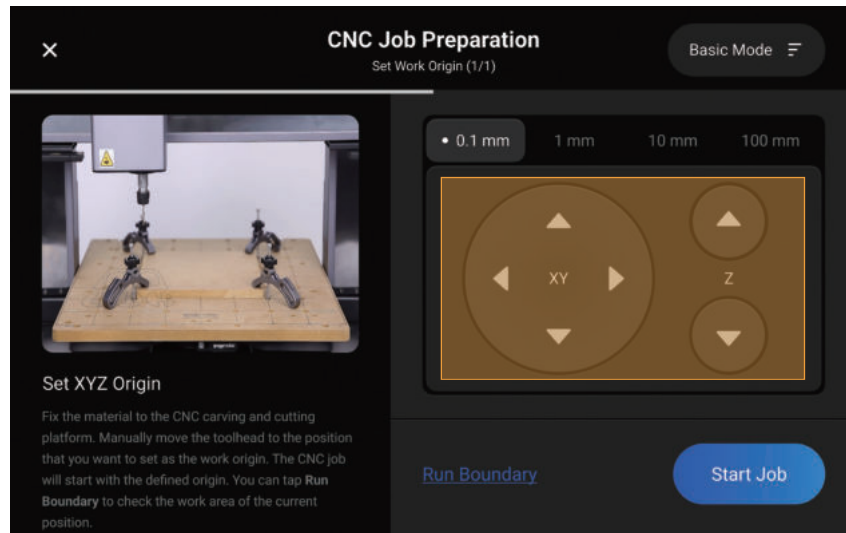 CNC Job Preparation
Set Work Origin (1/1)
Basic Mode
0.1 mm
1 mm
10 mm
100 mm
XY
Z
Set XYZ Origin
Fix the material to the CNC carving and cutting
platform. Manually move the toolhead to the position
that you want to set as the work origin. The CNC job
will start with the defined origin. You can tap Run
Boundary to check the work area of the current
position.
Run Boundary
Start Job